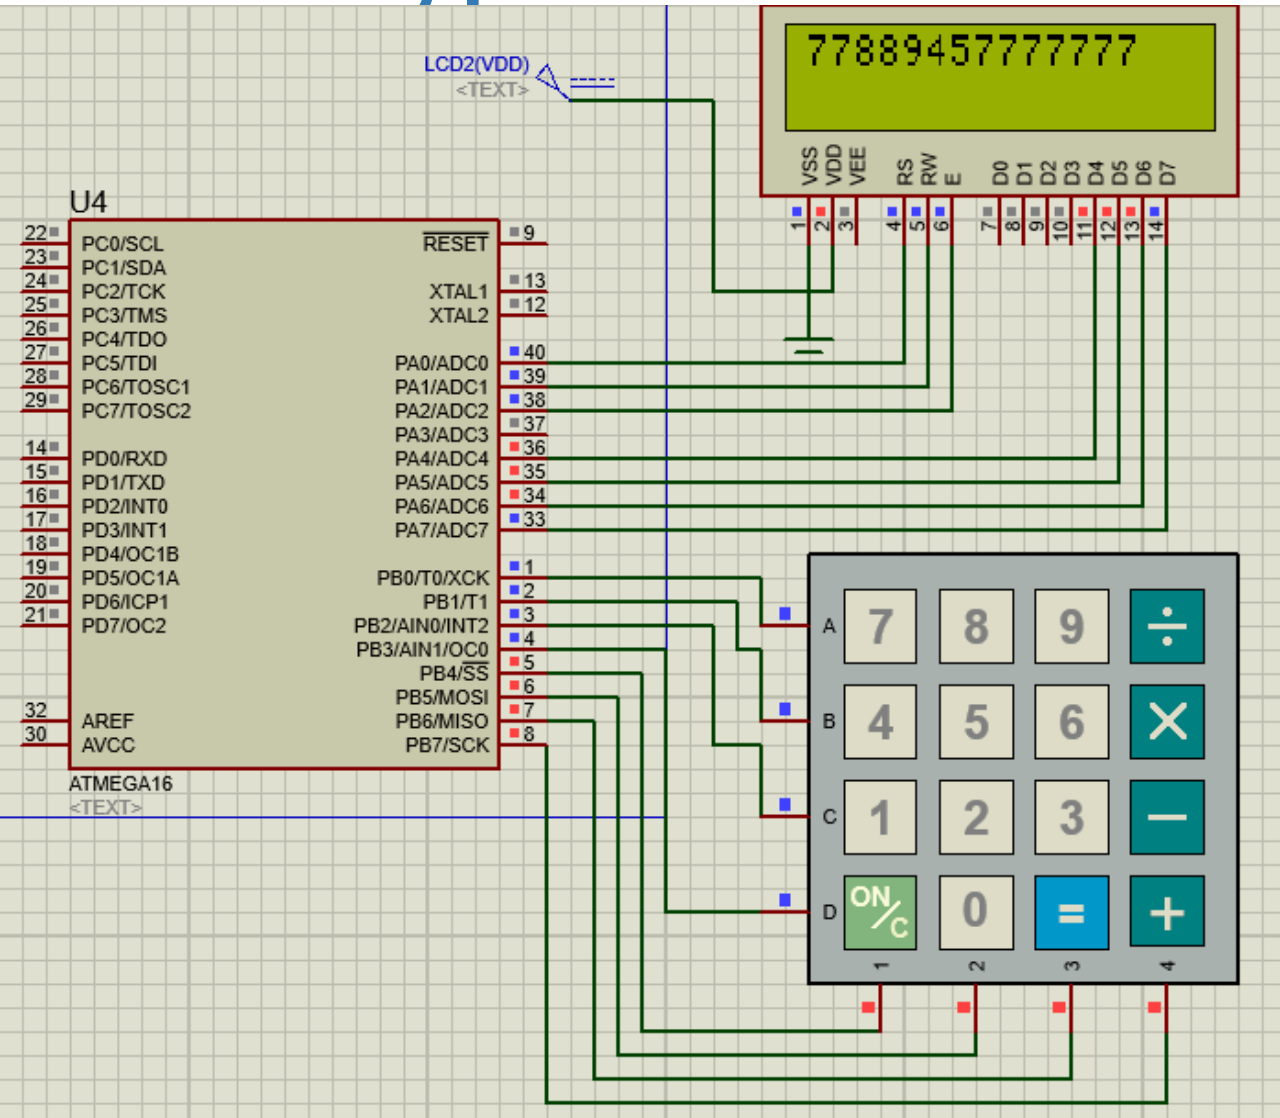 77889457777777
LCD2(VDD)
<TEXT>
VSS
VDD
VEE
RS
RW
E
D0
D1
D2
D3
D4
D5
D6
D7
1
2
3
4
5
6
7
8
9
10
11
12
13
14
U4
22 PC0/SCL
23 PC1/SDA
24 PC2/TCK
25 PC3/TMS
26 PC4/TDO
27 PC5/TDI
28 PC6/TOSC1
29 PC7/TOSC2
14 PD0/RXD
15 PD1/TXD
16 PD2/INT0
17 PD3/INT1
18 PD4/OC1B
19 PD5/OC1A
20 PD6/ICP1
21 PD7/OC2
32 AREF
30 AVCC
RESET 9
XTAL1 13
XTAL2 12
PA0/ADC0 40
PA1/ADC1 39
PA2/ADC2 38
PA3/ADC3 37
PA4/ADC4 36
PA5/ADC5 35
PA6/ADC6 34
PA7/ADC7 33
PB0/T0/XCK 1
PB1/T1 2
PB2/AIN0/INT2 3
PB3/AIN1/OC0 4
PB4/SS 5
PB5/MOSI 6
PB6/MISO 7
PB7/SCK 8
ATMEGA16
<TEXT>
A 7 8 9 ÷
B 4 5 6 ×
C 1 2 3 −
D ON/C 0 = +
1 2 3 4